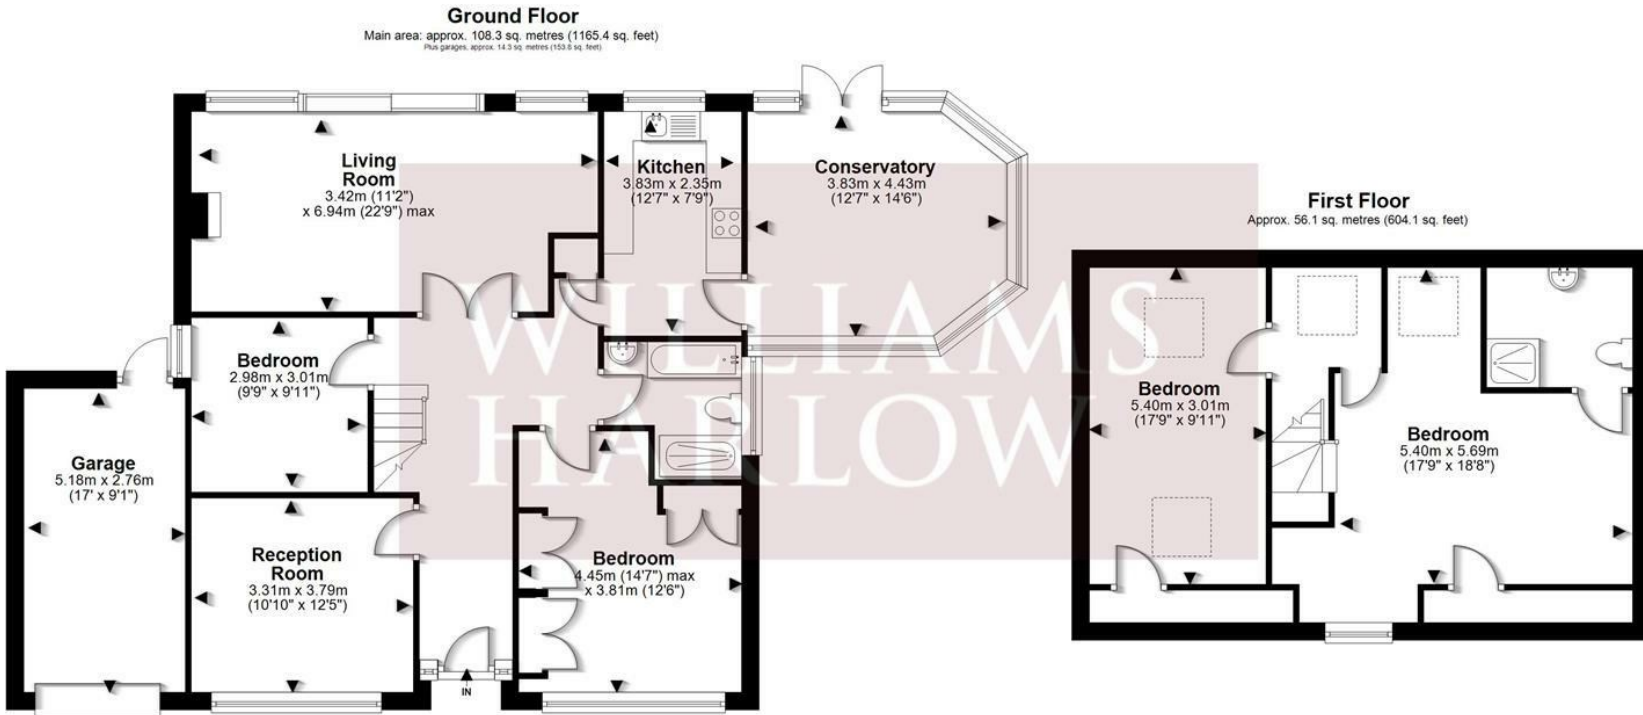 Ground Floor
Main area: approx. 108.3 sq. metres (1165.4 sq. feet)
Plus garages, approx. 14.3 sq. metres (153.8 sq. feet)
Living
Room
3.42m (11'2")
x 6.94m (22'9") max
Kitchen
3.83m x 2.35m
(12'7" x 7'9")
Conservatory
3.83m x 4.43m
(12'7" x 14'6")
Bedroom
2.98m x 3.01m
(9'9" x 9'11")
Garage
5.18m x 2.76m
(17' x 9'1")
Reception
Room
3.31m x 3.79m
(10'10" x 12'5")
Bedroom
4.45m (14'7") max
x 3.81m (12'6")
IN
WILLIAMS
HARLOW
First Floor
Approx. 56.1 sq. metres (604.1 sq. feet)
Bedroom
5.40m x 3.01m
(17'9" x 9'11")
Bedroom
5.40m x 5.69m
(17'9" x 18'8")